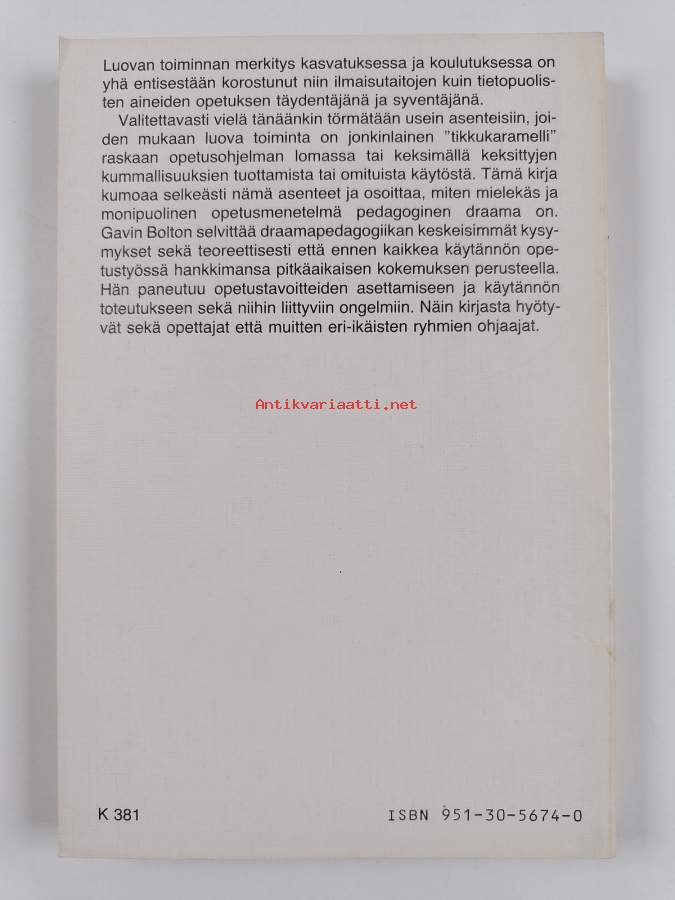 Luovan toiminnan merkitys kasvatuksessa ja koulutuksessa on
yhä entisestään korostunut niin ilmaisutaitojen kuin tietopuolis-
ten aineiden opetuksen täydentäjänä ja syventäjänä.
Valitettavasti vielä tänäänkin törmätään usein asenteisiin, joi-
den mukaan luova toiminta on jonkinlainen "tikkukaramelli"
raskaan opetusohjelman lomassa tai keksimällä keksittyjen
kummallisuuksien tuottamista tai omituista käytöstä. Tämä kirja
kumoaa selkeästi nämä asenteet ja osoittaa, miten mielekäs ja
monipuolinen opetusmenetelmä pedagoginen draama on.
Gavin Bolton selvittää draamapedagogiikan keskeisimmät kysy-
mykset sekä teoreettisesti että ennen kaikkea käytännön ope-
tustyössä hankkimansa pitkäaikaisen kokemuksen perusteella.
Hän paneutuu opetustavoitteiden asettamiseen ja käytännön
toteutukseen sekä niihin liittyviin ongelmiin. Näin kirjasta hyöty-
vät sekä opettajat että muitten eri-ikäisten ryhmien ohjaajat.
Antikvariaatti.net
K 381
ISBN 951-30-5674-0